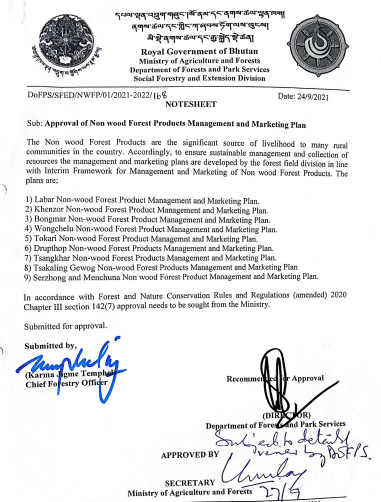 Royal Government of Bhutan
Ministry of Agriculture and Forests
Department of Forests and Park Services
Social Forestry and Extension Division
DoFPS/SFED/NWFP/01/2021-2022/168
Date: 24/9/2021
NOTESHEET
Sub: Approval of Non wood Forest Products Management and Marketing Plan
The Non wood Forest Products are the significant source of livelihood to many rural
communities in the country. Accordingly, to ensure sustainable management and collection of
resources the management and marketing plans are developed by the forest field division in line
with Interim Framework for Management and Marketing of Non wood Forest Products. The
plans are;
1) Labar Non-wood Forest Product Management and Marketing Plan.
2) Khenzor Non-wood Forest Product Management and Marketing Plan.
3) Bongmar Non-wood Forest Product Management and Marketing Plan.
4) Wongchelu Non-wood Forest Product Management and Marketing Plan.
5) Tokari Non-wood Forest Product Managemnt and Marketing Plan.
6) Drupthop Non-wood Forest Products Management and Marketing Plan.
7) Tsangkhar Non-wood Forest Products Management and Marketing Plan.
8) Tsakaling Gewog Non-wood Forest Products Management and Marketing Plan
9) Serzhong and Menchuna Non wood Forest Product Management and Marketing Plan.
In accordance with Forest and Nature Conservation Rules and Regulations (amended) 2020
Chapter III section 142(7) approval needs to be sought from the Ministry.
Submitted for approval.
Submitted by,
(Karma Jigme Temphel)
Chief Forestry Officer
Recommended for Approval
(DIRECTOR)
Department of Forests and Park Services
Subject to detail
review by DoFPS.
APPROVED BY
SECRETARY
Ministry of Agriculture and Forests 27/9